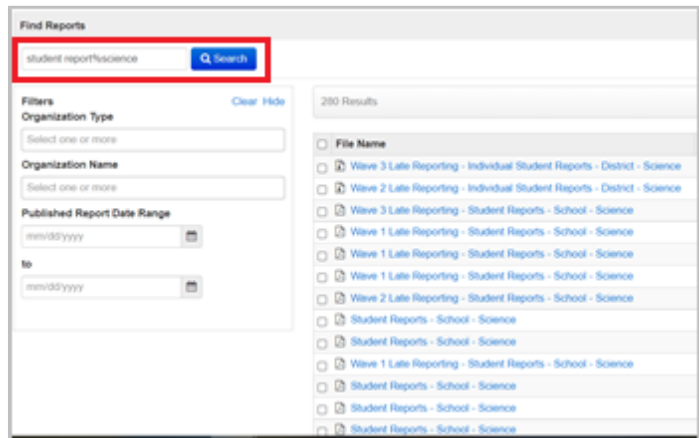 Find Reports
student report%science
Search
Filters
Clear Hide
Organization Type
Select one or more
Organization Name
Select one or more
Published Report Date Range
mm/dd/yyyy
to
mm/dd/yyyy
280 Results
File Name
Wave 3 Late Reporting - Individual Student Reports - District - Science
Wave 2 Late Reporting - Individual Student Reports - District - Science
Wave 3 Late Reporting - Student Reports - School - Science
Wave 1 Late Reporting - Student Reports - School - Science
Wave 1 Late Reporting - Student Reports - School - Science
Wave 1 Late Reporting - Student Reports - School - Science
Wave 2 Late Reporting - Student Reports - School - Science
Student Reports - School - Science
Student Reports - School - Science
Wave 1 Late Reporting - Student Reports - School - Science
Student Reports - School - Science
Student Reports - School - Science
Student Reports - School - Science